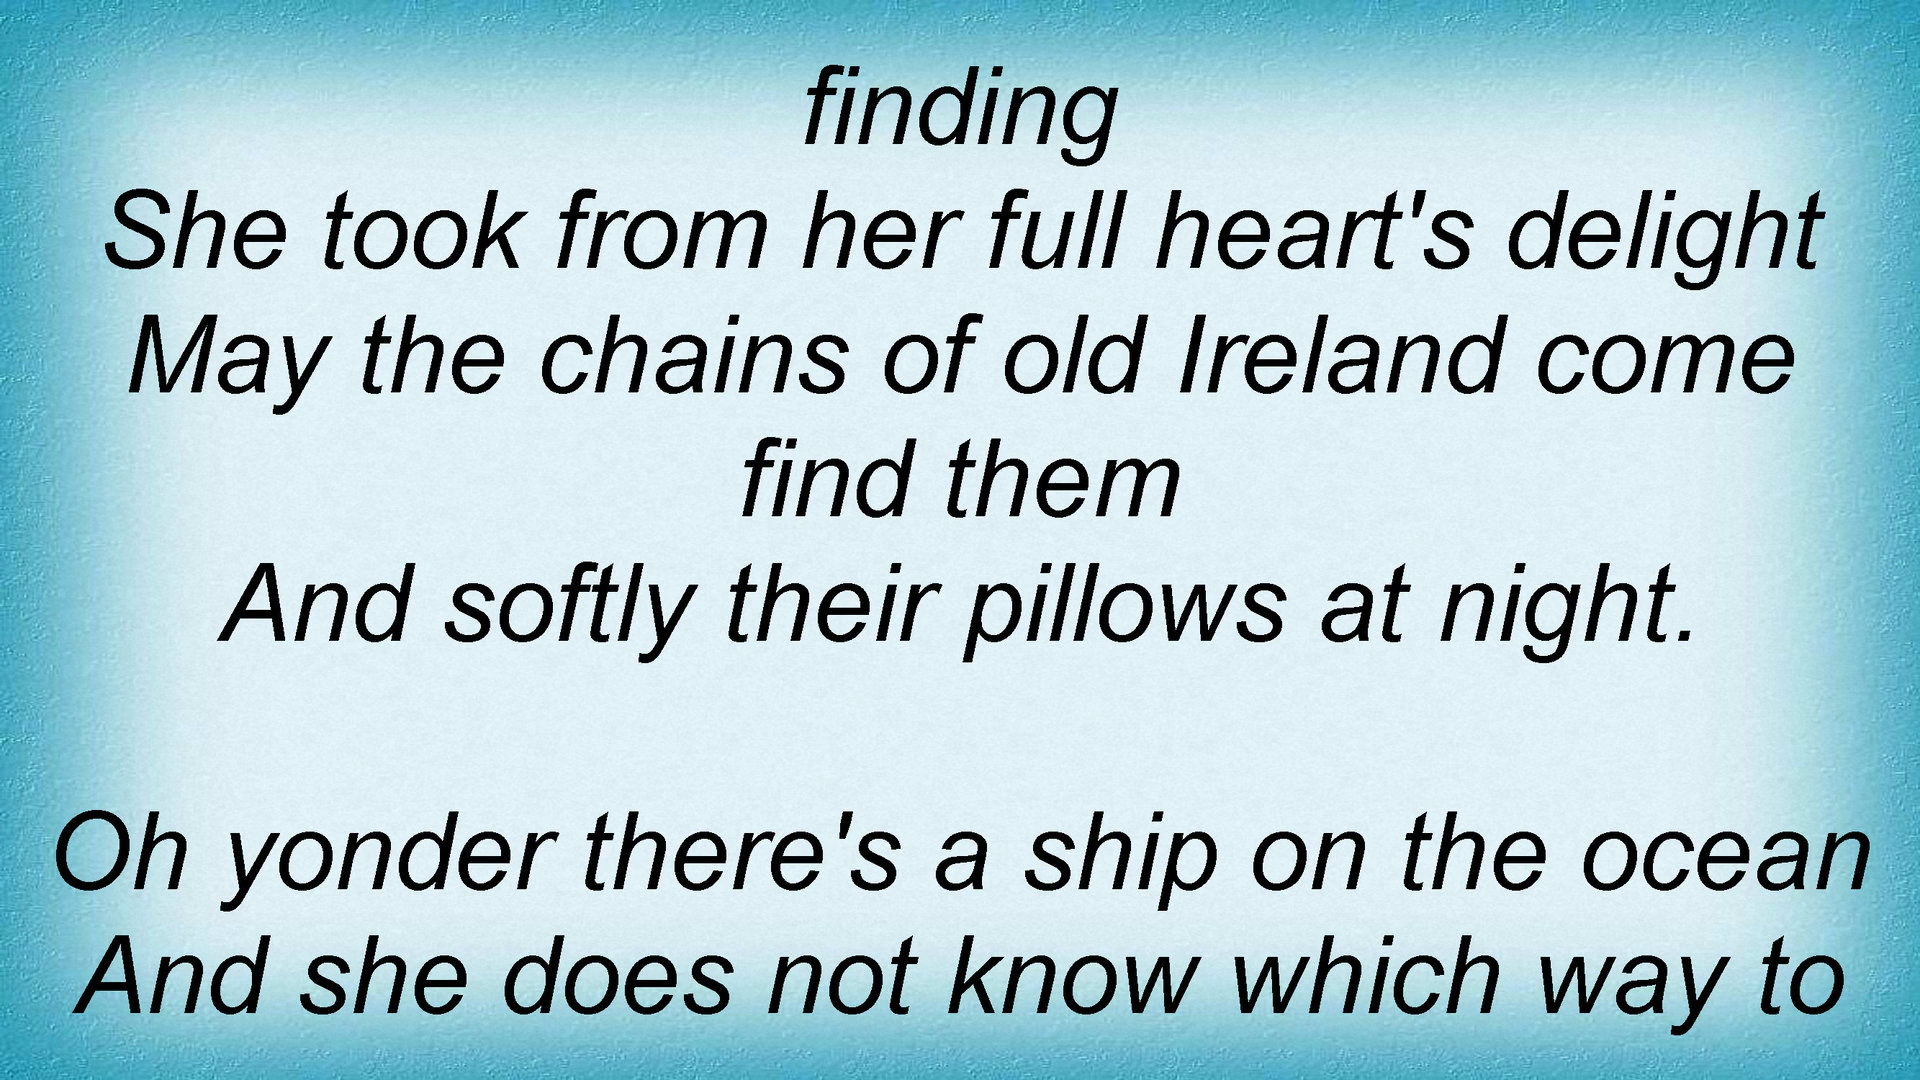 finding
She took from her full heart's delight
May the chains of old Ireland come
find them
And softly their pillows at night.
Oh yonder there's a ship on the ocean
And she does not know which way to